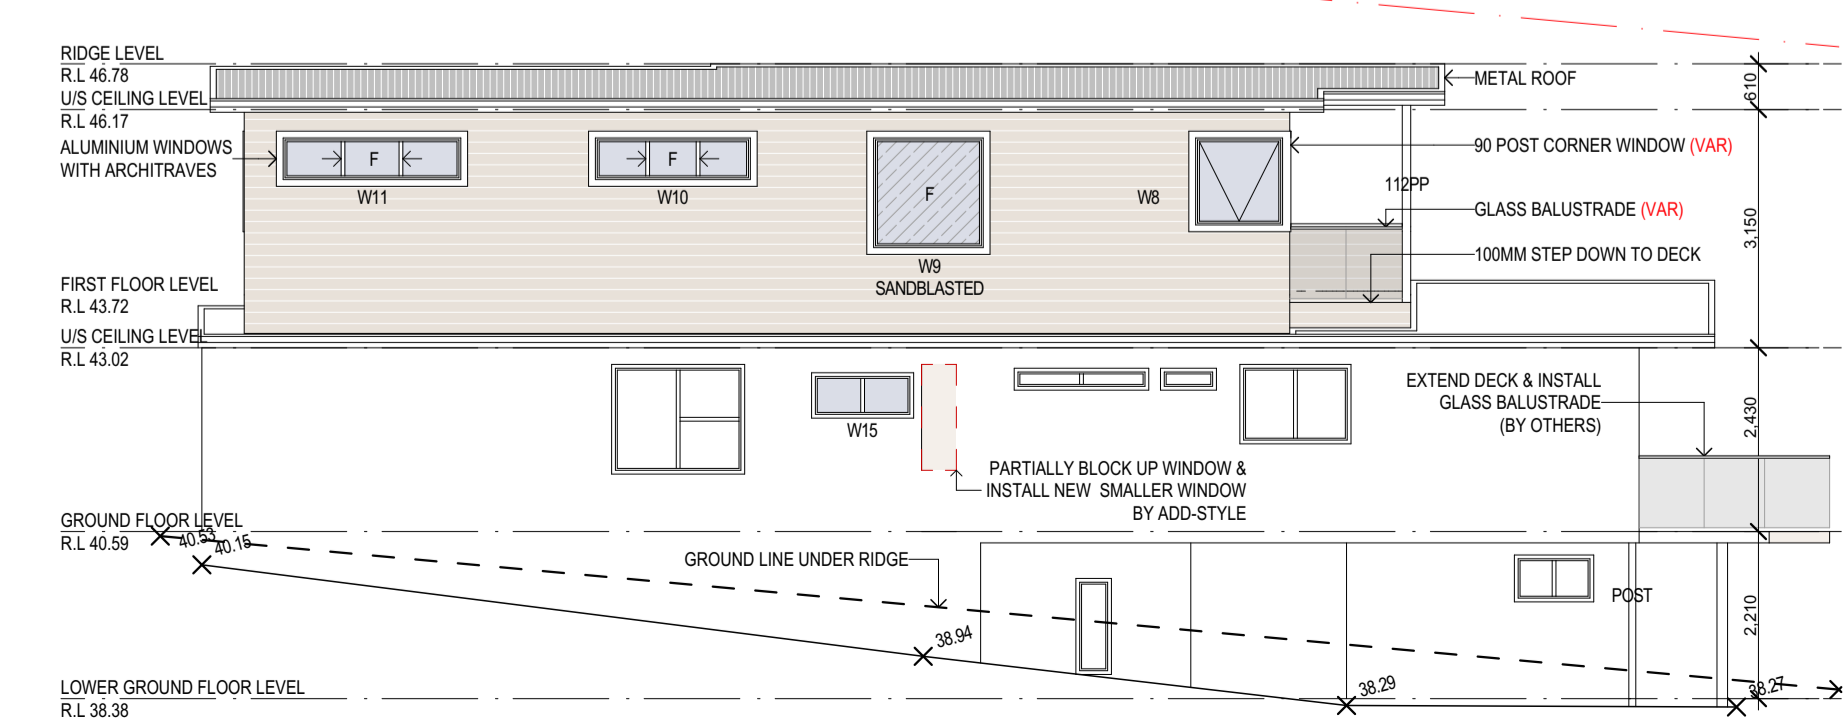 RIDGE LEVEL
R.L 46.78
METAL ROOF
610
U/S CEILING LEVEL
R.L 46.17
ALUMINIUM WINDOWS
WITH ARCHITRAVES
F
W11
F
W10
F
W9
SANDBLASTED
W8
90 POST CORNER WINDOW (VAR)
112PP
GLASS BALUSTRADE (VAR)
3,150
100MM STEP DOWN TO DECK
FIRST FLOOR LEVEL
R.L 43.72
U/S CEILING LEVEL
R.L 43.02
W15
EXTEND DECK & INSTALL
GLASS BALUSTRADE
(BY OTHERS)
2,430
PARTIALLY BLOCK UP WINDOW &
INSTALL NEW SMALLER WINDOW
BY ADD-STYLE
GROUND FLOOR LEVEL
R.L 40.59
40.53
40.15
GROUND LINE UNDER RIDGE
POST
2,210
38.94
38.29
38.27
LOWER GROUND FLOOR LEVEL
R.L 38.38